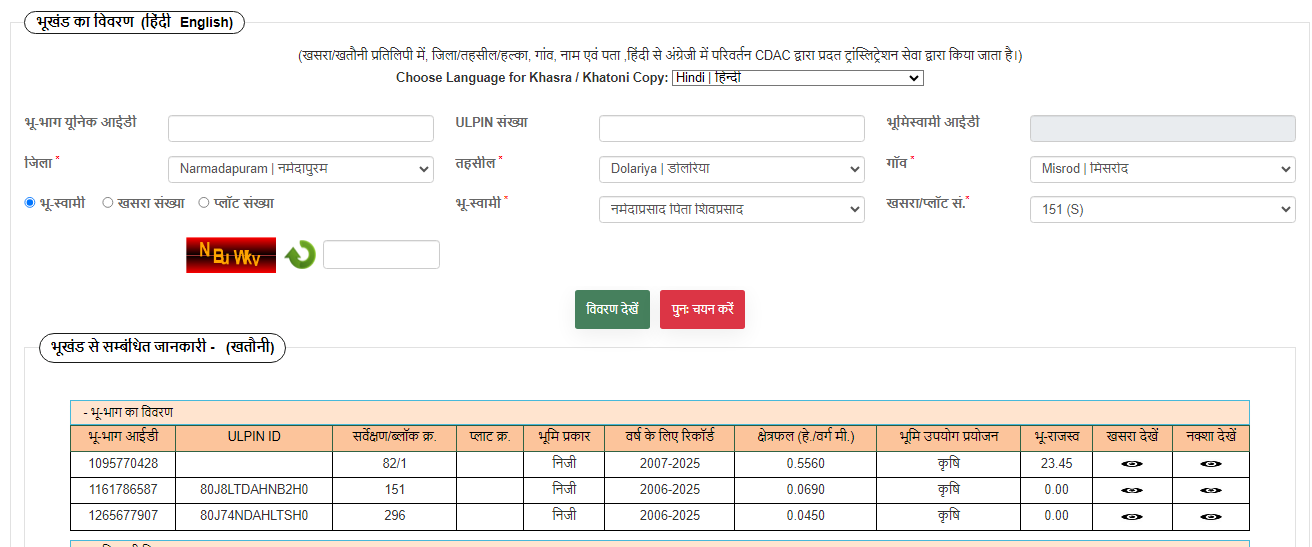 भूखंड का विवरण (हिंदी English)
(खसरा/खतौनी प्रतिलिपी में, जिला/तहसील/हल्का, गांव, नाम एवं पता ,हिंदी से अंग्रेजी में परिवर्तन CDAC द्वारा प्रदत ट्रांस्लिट्रेशन सेवा द्वारा किया जाता है।)
Choose Language for Khasra / Khatoni Copy: Hindi | हिन्दी
भू-भाग यूनिक आईडी ULPIN संख्या भूमिस्वामी आईडी
जिला * Narmadapuram | नर्मदापुरम तहसील * Dolariya | डोलरिया गाँव * Misrod | मिसरोद
भू-स्वामी खसरा संख्या प्लॉट संख्या भू-स्वामी * नर्मदाप्रसाद पिता शिवप्रसाद खसरा/प्लॉट सं.* 151 (S)
N Bu Wkv
विवरण देखें पुनः चयन करें
भूखंड से सम्बंधित जानकारी - (खतौनी)
- भू-भाग का विवरण
भू-भाग आईडी ULPIN ID सर्वेक्षण/ब्लॉक क्र. प्लाट क्र. भूमि प्रकार वर्ष के लिए रिकॉर्ड क्षेत्रफल (हे./वर्ग मी.) भूमि उपयोग प्रयोजन भू-राजस्व खसरा देखें नक्शा देखें
1095770428 82/1 निजी 2007-2025 0.5560 कृषि 23.45
1161786587 80J8LTDAHNB2H0 151 निजी 2006-2025 0.0690 कृषि 0.00
1265677907 80J74NDAHLTSH0 296 निजी 2006-2025 0.0450 कृषि 0.00